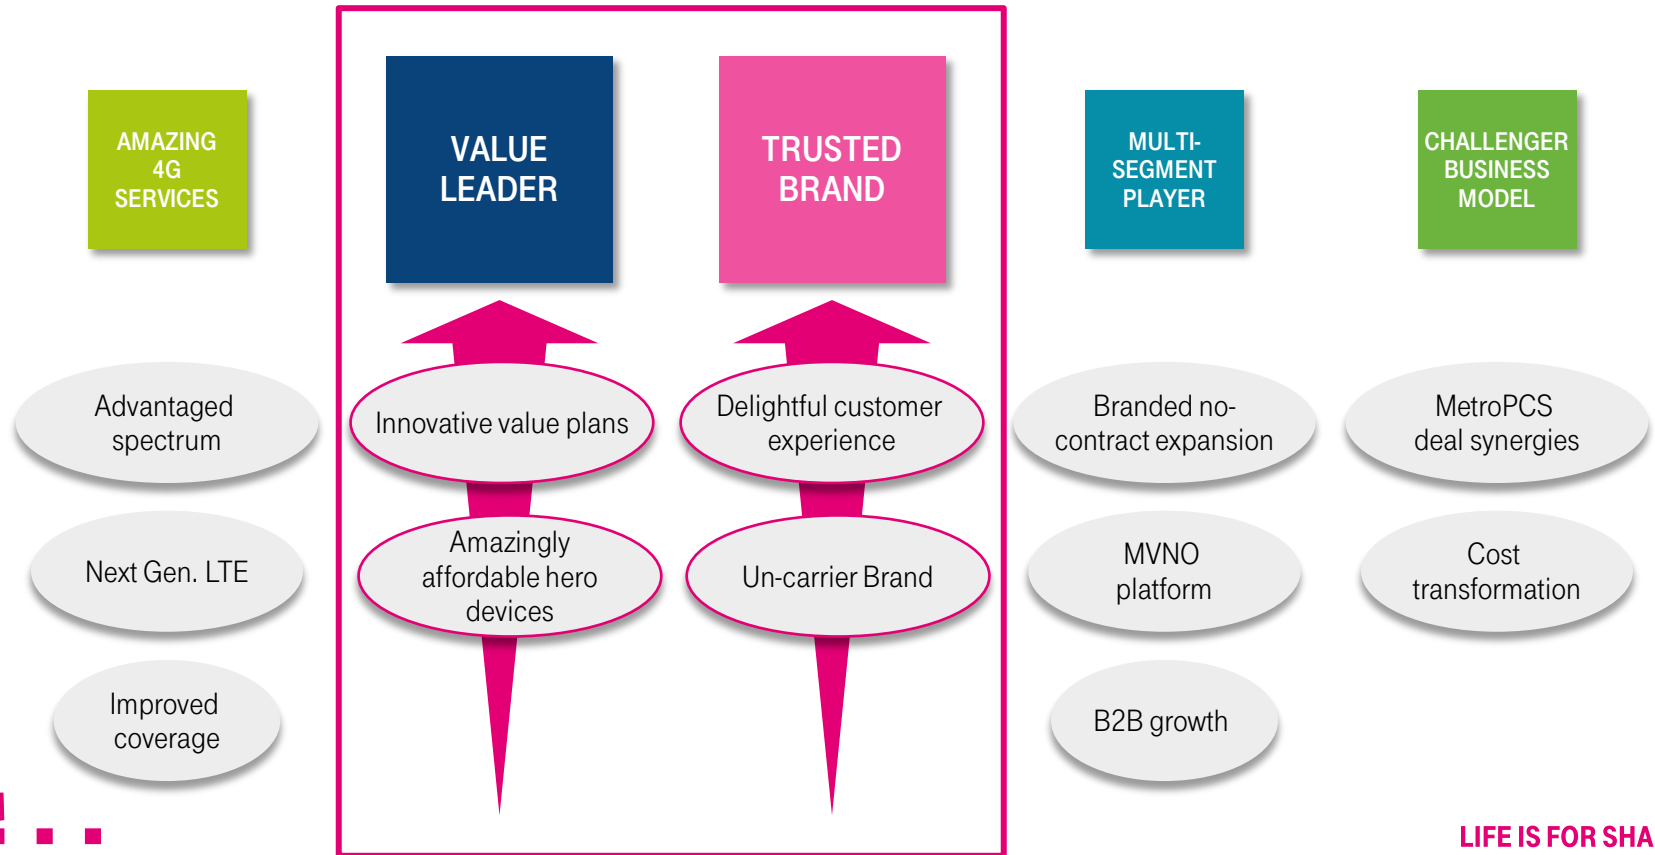 AMAZING
4G
SERVICES
VALUE
LEADER
TRUSTED
BRAND
MULTI-
SEGMENT
PLAYER
CHALLENGER
BUSINESS
MODEL
Advantaged
spectrum
Next Gen. LTE
Improved
coverage
Innovative value plans
Amazingly
affordable hero
devices
Delightful customer
experience
Un-carrier Brand
Branded no-
contract expansion
MVNO
platform
B2B growth
MetroPCS
deal synergies
Cost
transformation
LIFE IS FOR SHA